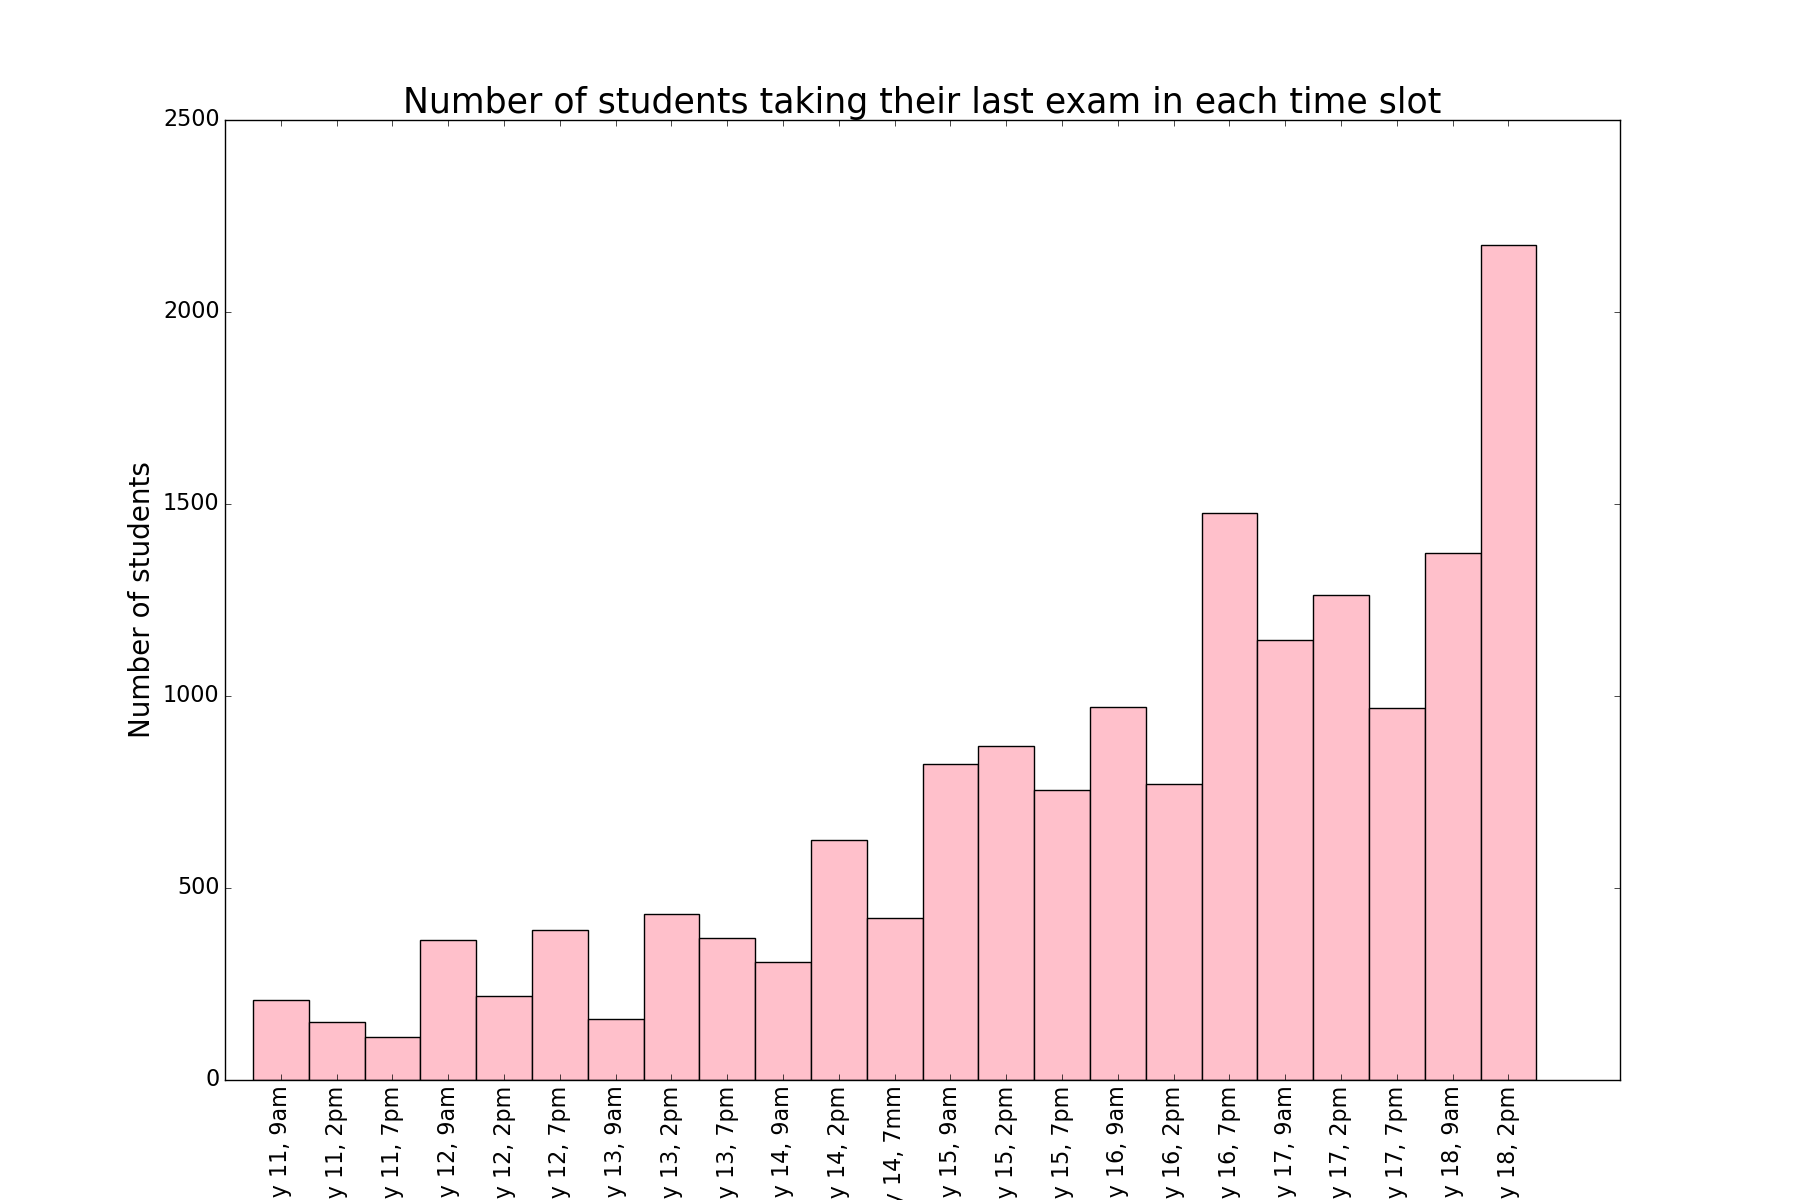 Number of students taking their last exam in each time slot
Number of students
2500
2000
1500
1000
500
0
y 11, 9am
y 11, 2pm
y 11, 7pm
y 12, 9am
y 12, 2pm
y 12, 7pm
y 13, 9am
y 13, 2pm
y 13, 7pm
y 14, 9am
y 14, 2pm
y 14, 7mm
y 15, 9am
y 15, 2pm
y 15, 7pm
y 16, 9am
y 16, 2pm
y 16, 7pm
y 17, 9am
y 17, 2pm
y 17, 7pm
y 18, 9am
y 18, 2pm